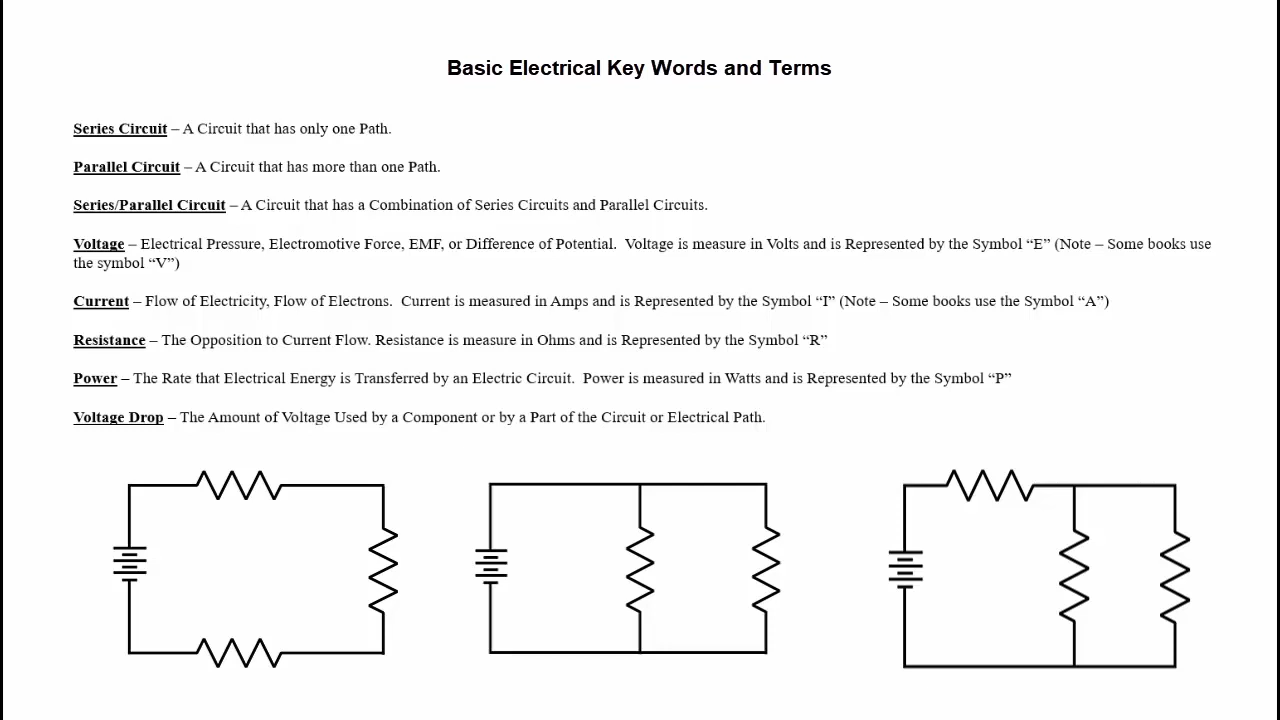 Basic Electrical Key Words and Terms
Series Circuit – A Circuit that has only one Path.
Parallel Circuit – A Circuit that has more than one Path.
Series/Parallel Circuit – A Circuit that has a Combination of Series Circuits and Parallel Circuits.
Voltage – Electrical Pressure, Electromotive Force, EMF, or Difference of Potential.  Voltage is measure in Volts and is Represented by the Symbol “E” (Note – Some books use
the symbol “V”)
Current – Flow of Electricity, Flow of Electrons.  Current is measured in Amps and is Represented by the Symbol “I” (Note – Some books use the Symbol “A”)
Resistance – The Opposition to Current Flow. Resistance is measure in Ohms and is Represented by the Symbol “R”
Power – The Rate that Electrical Energy is Transferred by an Electric Circuit.  Power is measured in Watts and is Represented by the Symbol “P”
Voltage Drop – The Amount of Voltage Used by a Component or by a Part of the Circuit or Electrical Path.